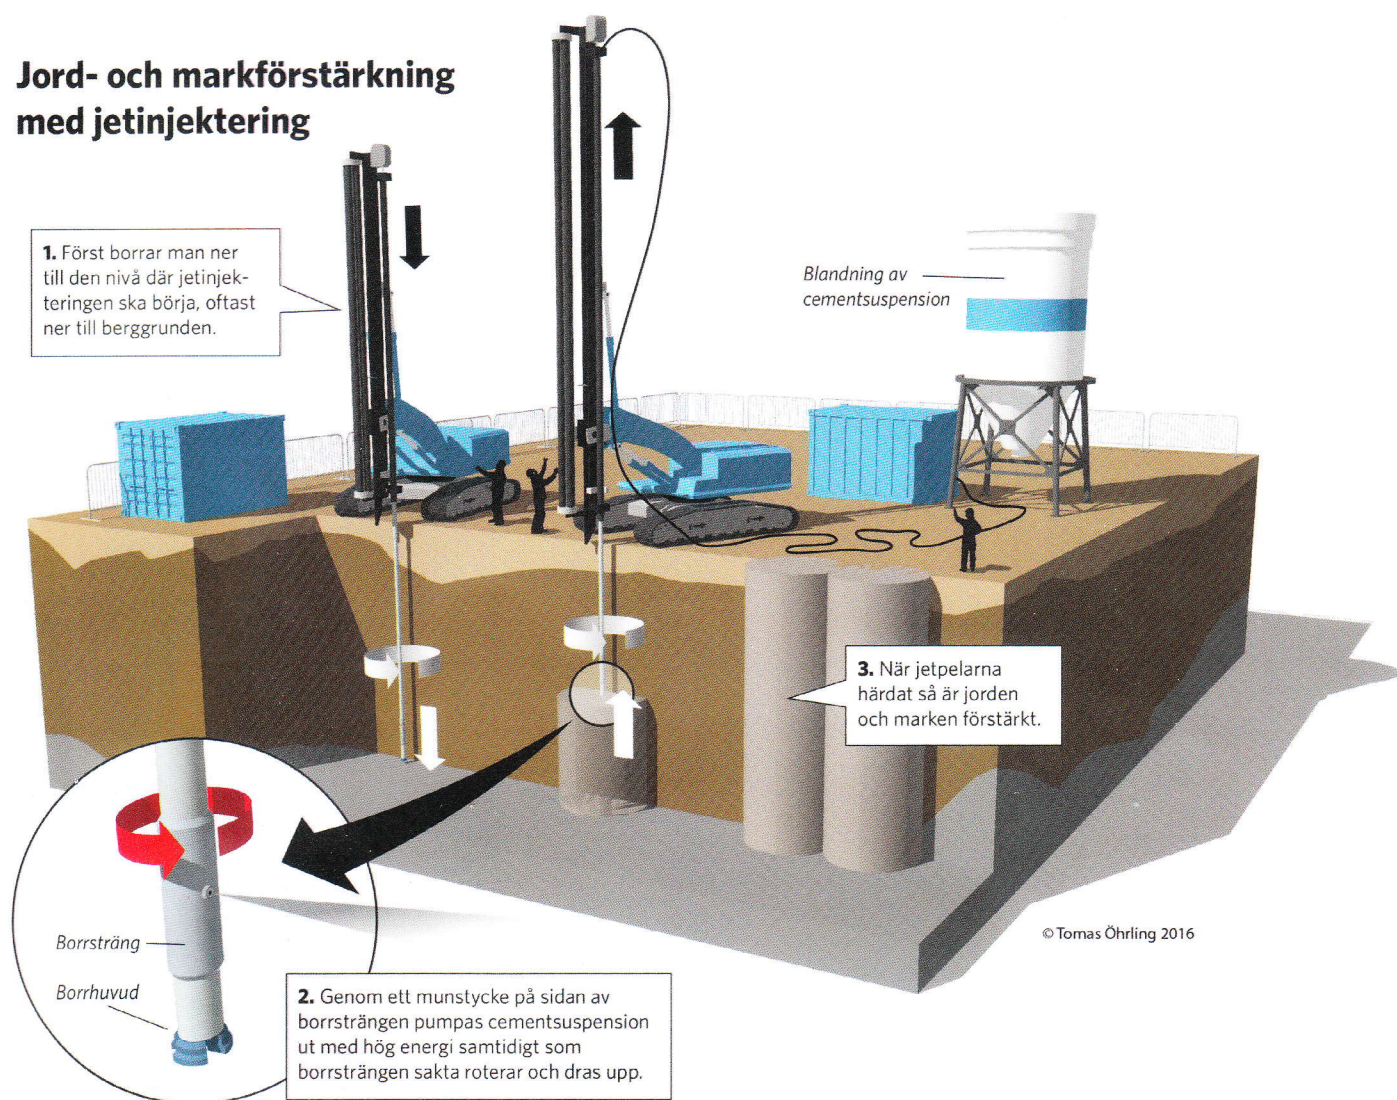 Jord- och markförstärkning
med jetinjektering
1. Först borrar man ner
till den nivå där jetinjek-
teringen ska börja, oftast
ner till berggrunden.
Blandning av
cementsuspension
3. När jetpelarna
härdat så är jorden
och marken förstärkt.
© Tomas Öhrling 2016
Borrsträng
Borrhuvud
2. Genom ett munstycke på sidan av
borrsträngen pumpas cementsuspension
ut med hög energi samtidigt som
borrsträngen sakta roterar och dras upp.